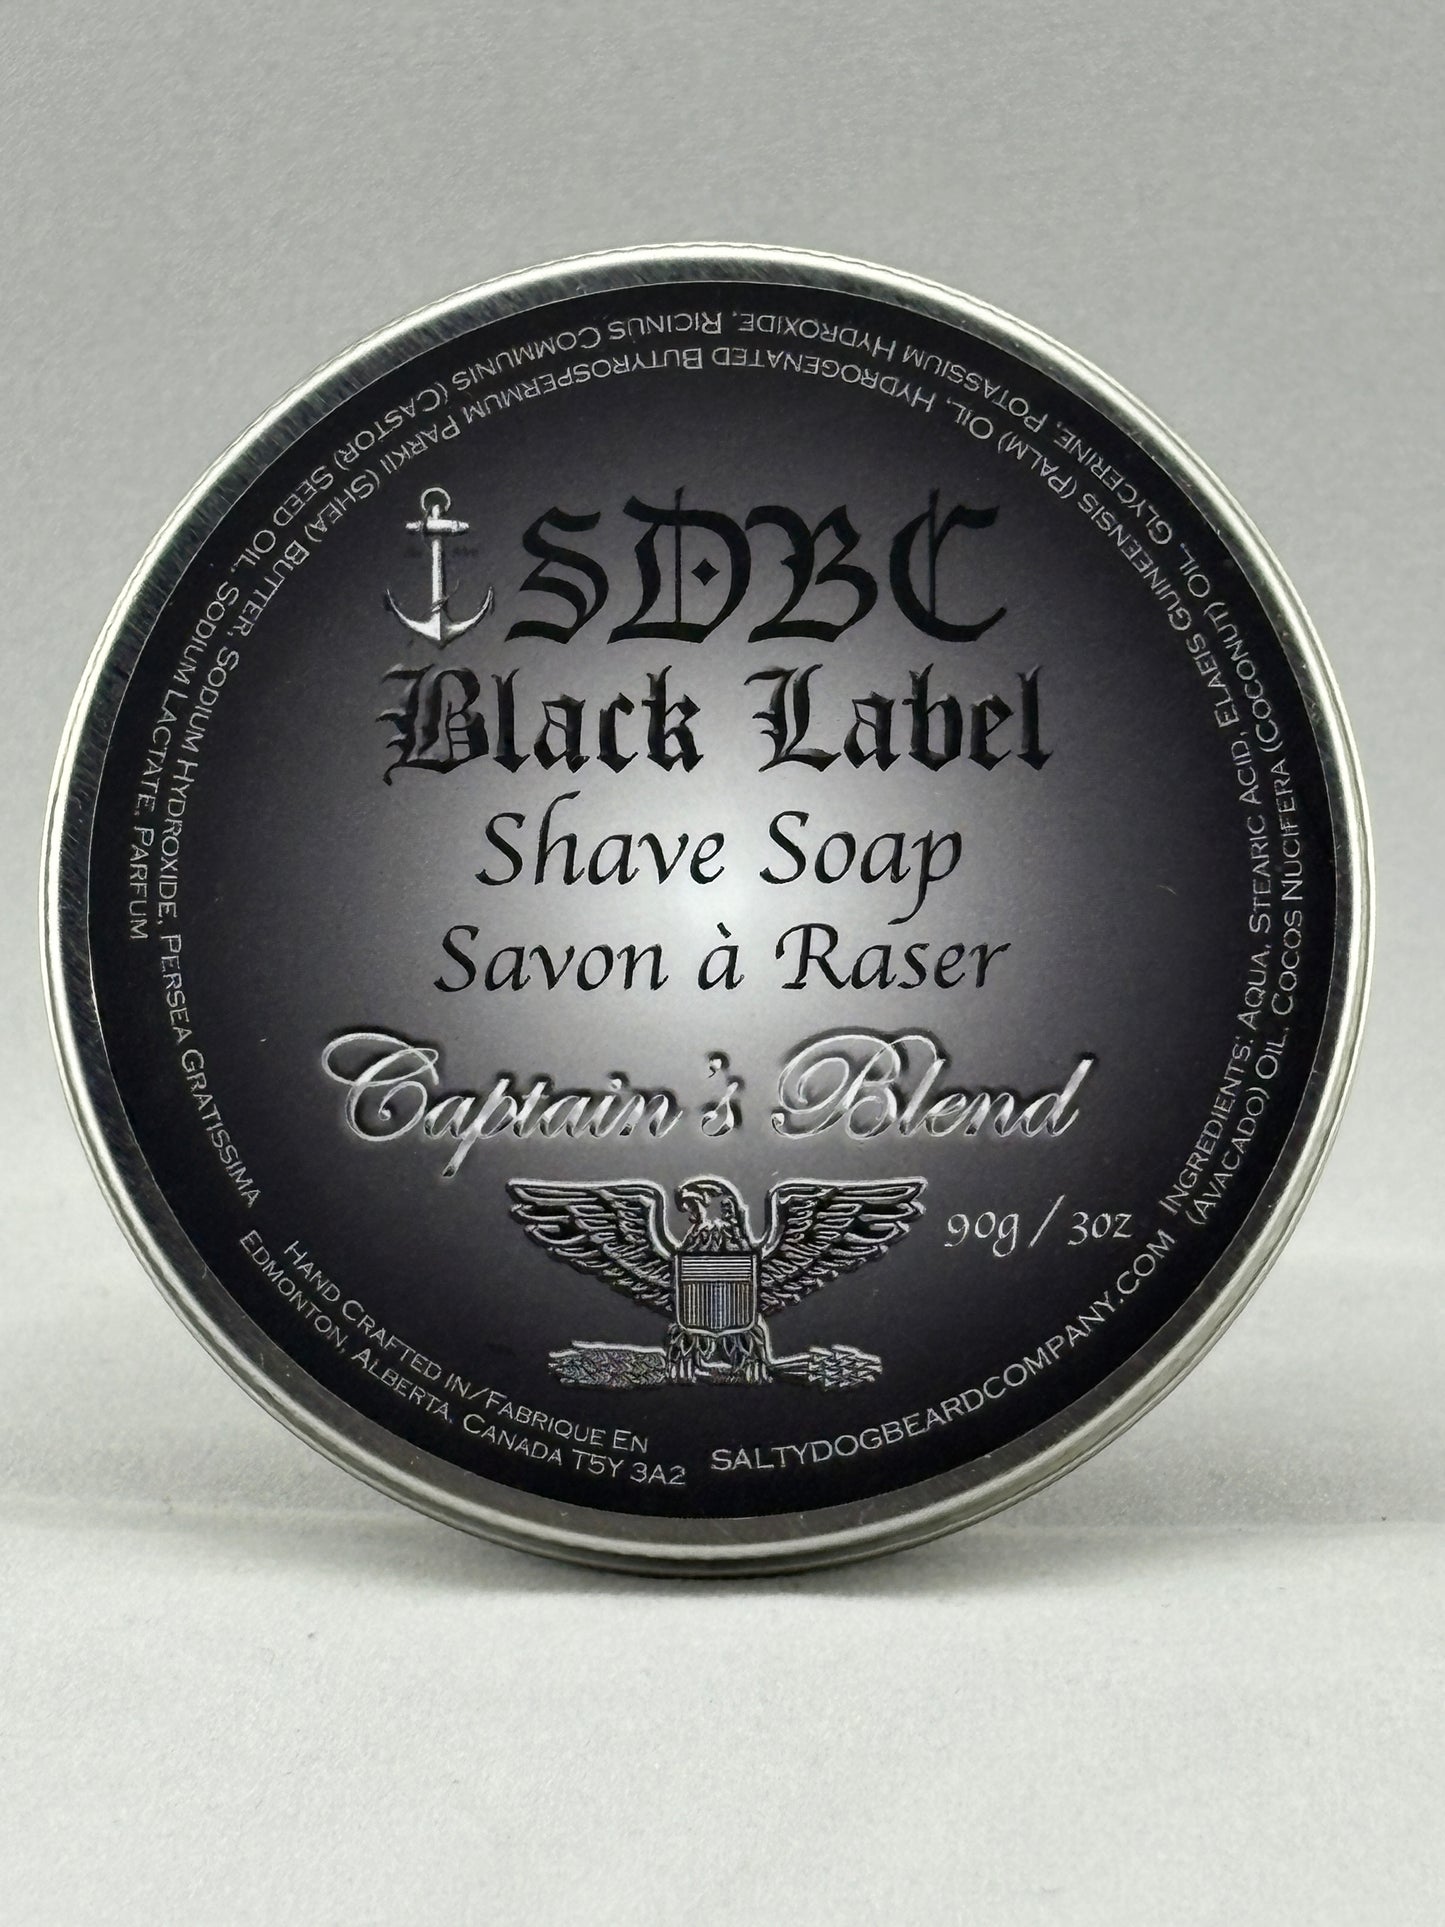 SDBC
Black Label
Shave Soap
Savon à Raser
Captain's Blend
90g / 3oz
Ingredients: Aqua, Stearic Acid, Elaeis Guineensis (Palm) Oil, Hydrogenated Butyrospermum Parkii (Shea) Butter, Sodium Hydroxide, Persea Gratissima
(Avacado) Oil, Cocos Nucifera (Coconut) Oil, Glycerine, Potassium Hydroxide, Ricinus Communis (Castor) Seed Oil, Sodium Lactate, Parfum
Hand Crafted in/Fabrique En
Edmonton, Alberta, Canada T5Y 3A2
saltydogbeardcompany.com